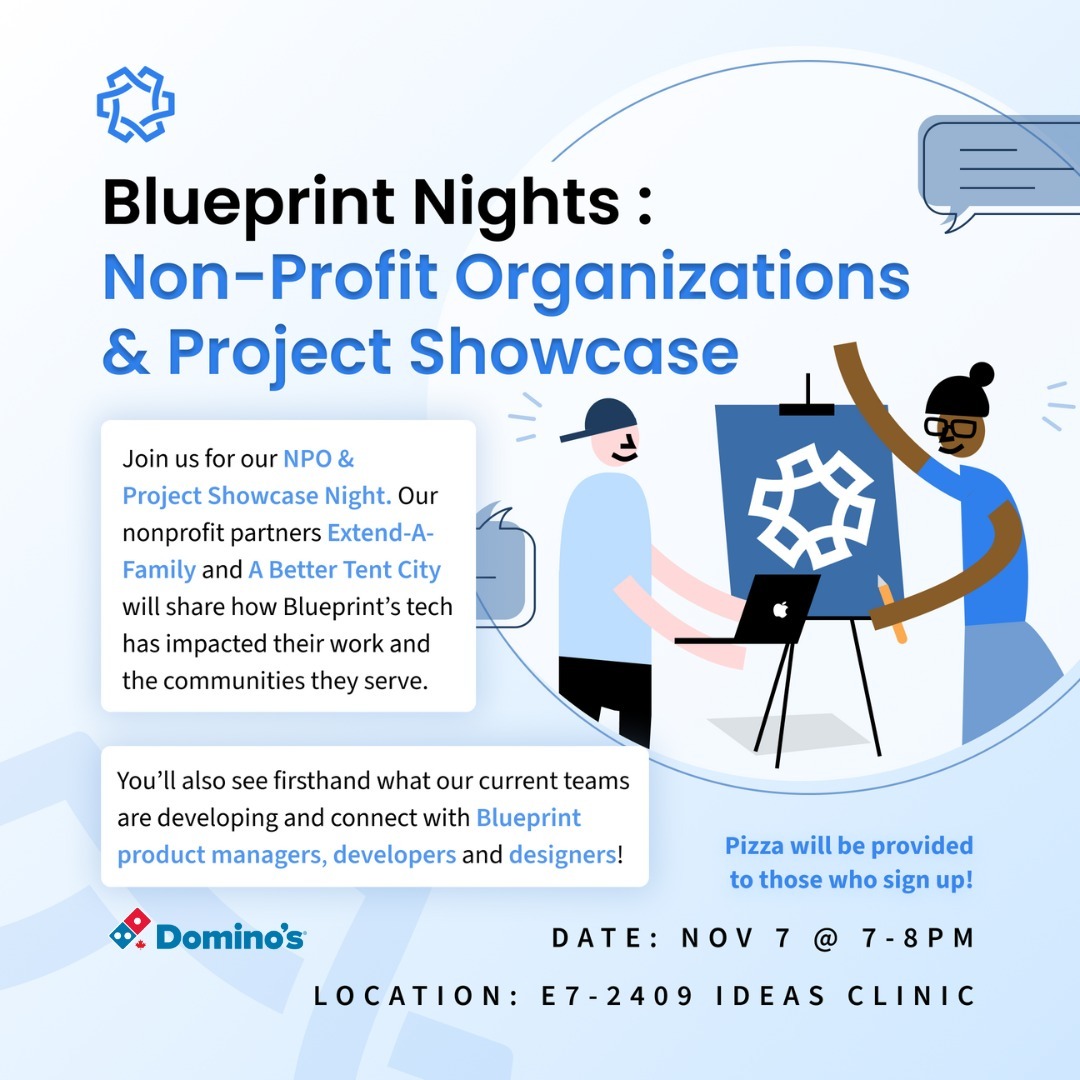 Blueprint Nights :
Non-Profit Organizations
& Project Showcase
Join us for our NPO &
Project Showcase Night. Our
nonprofit partners Extend-A-
Family and A Better Tent City
will share how Blueprint’s tech
has impacted their work and
the communities they serve.
You’ll also see firsthand what our current teams
are developing and connect with Blueprint
product managers, developers and designers!
Pizza will be provided
to those who sign up!
Domino’s
DATE: NOV 7 @ 7-8PM
LOCATION: E7-2409 IDEAS CLINIC